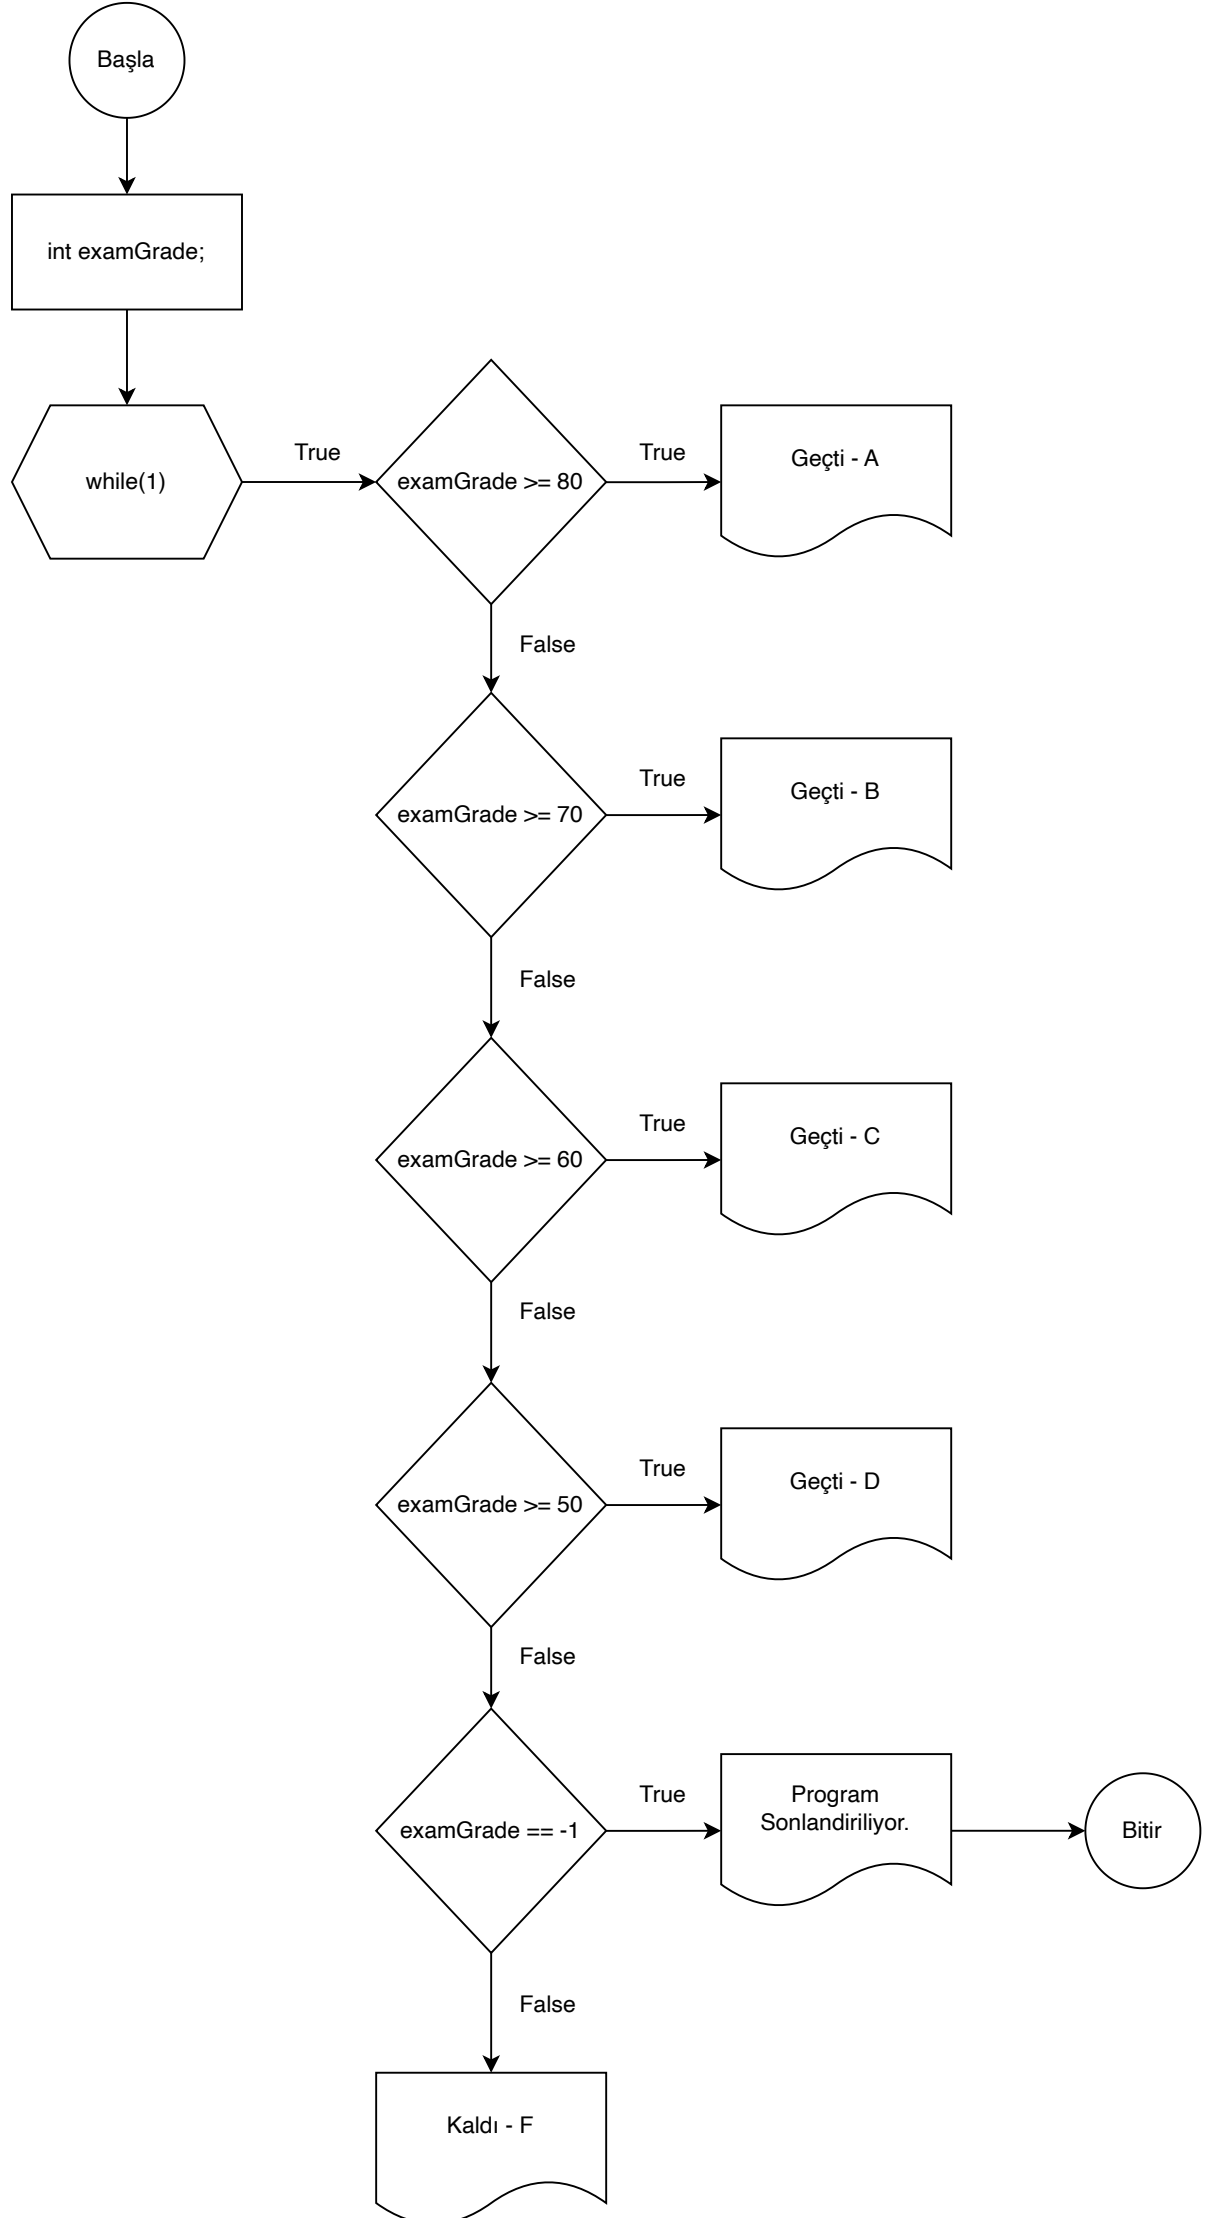 Başla
int examGrade;
while(1)
True
examGrade >= 80
True
Geçti - A
False
examGrade >= 70
True
Geçti - B
False
examGrade >= 60
True
Geçti - C
False
examGrade >= 50
True
Geçti - D
False
examGrade == -1
True
Program
Sonlandiriliyor.
Bitir
False
Kaldı - F